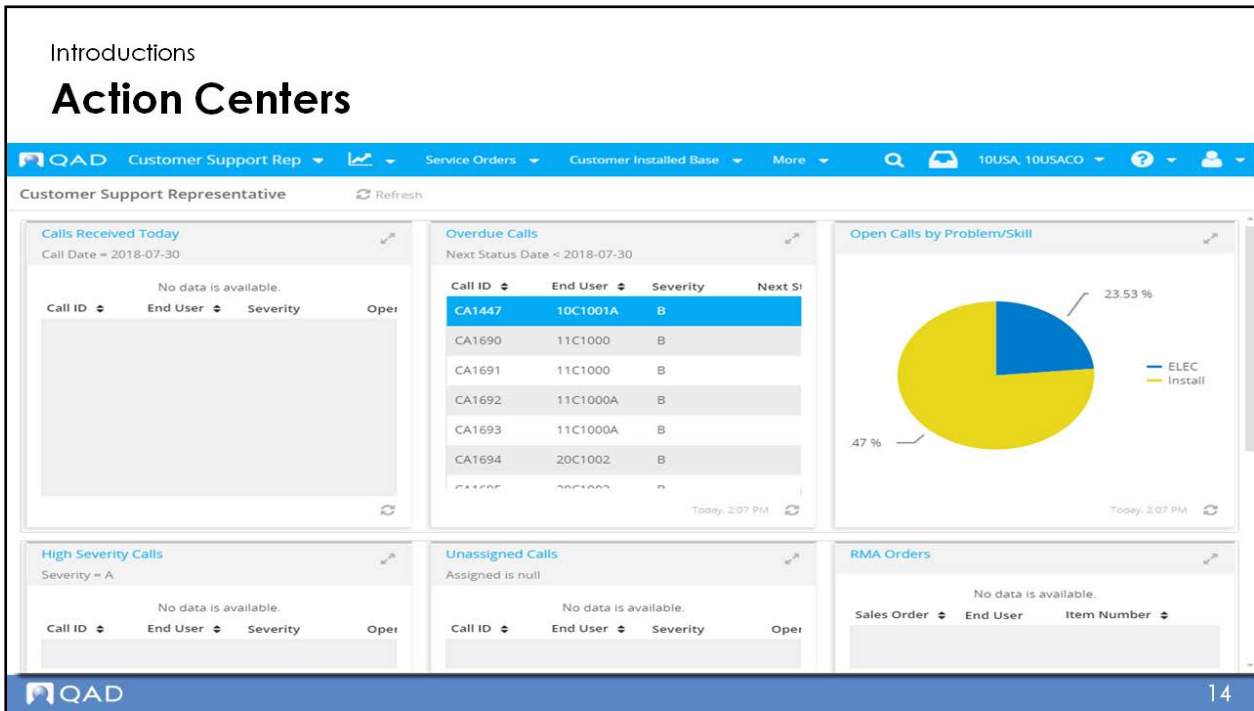 Introductions
Action Centers
QAD Customer Support Rep Service Orders Customer Installed Base More 10USA, 10USACO ?
Customer Support Representative Refresh
Calls Received Today
Call Date = 2018-07-30
No data is available.
Call ID End User Severity Oper
Overdue Calls
Next Status Date < 2018-07-30
Call ID End User Severity Next St
CA1447 10C1001A B
CA1690 11C1000 B
CA1691 11C1000 B
CA1692 11C1000A B
CA1693 11C1000A B
CA1694 20C1002 B
Today, 2:07 PM
Open Calls by Problem/Skill
23.53 %
ELEC
Install
47 %
Today, 2:07 PM
High Severity Calls
Severity = A
No data is available.
Call ID End User Severity Oper
Unassigned Calls
Assigned is null
No data is available.
Call ID End User Severity Oper
RMA Orders
No data is available.
Sales Order End User Item Number
QAD 14